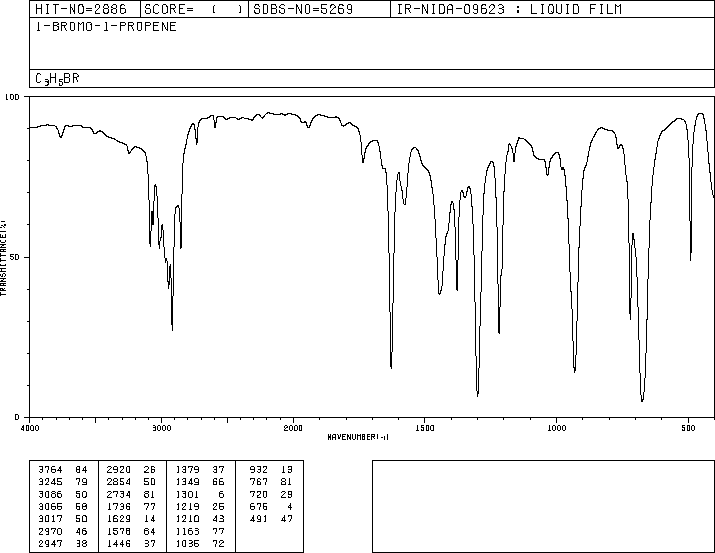 HIT-NO=2886 SCORE= ( ) SDBS-NO=5269 IR-NIDA-09623 : LIQUID FILM
1-BROMO-1-PROPENE
C3H5BR
100
50
0
TRANSMITTANCE(%)
4000 3000 2000 1500 1000 500
WAVENUMBER(-1)
3764 84 2920 26 1379 37 932 13
3245 79 2854 50 1349 66 767 81
3086 50 2734 81 1301 6 720 29
3065 58 1736 77 1219 25 676 4
3017 50 1629 14 1210 43 491 47
2970 46 1578 64 1163 77
2947 38 1446 37 1035 72